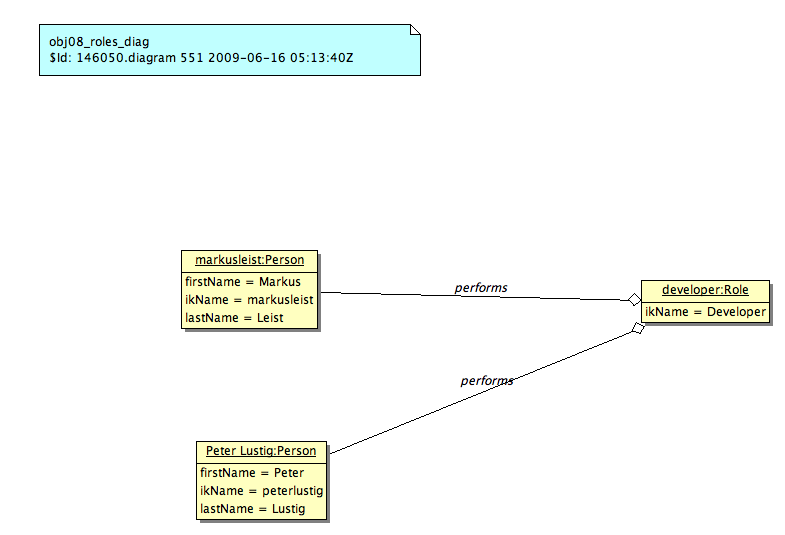 obj08_roles_diag
$Id: 146050.diagram 551 2009-06-16 05:13:40Z
markusleist:Person
firstName = Markus
ikName = markusleist
lastName = Leist
performs
developer:Role
ikName = Developer
performs
Peter Lustig:Person
firstName = Peter
ikName = peterlustig
lastName = Lustig